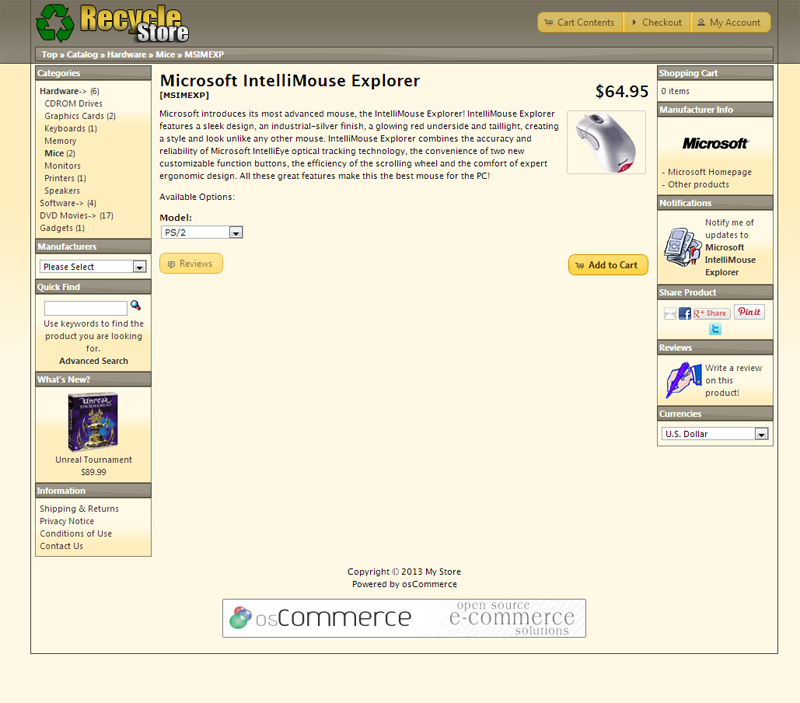 Recycle
Store
Cart Contents
Checkout
My Account
Top » Catalog » Hardware » Mice » MSIMEXP
Categories
Hardware-> (6)
CDROM Drives
Graphics Cards (2)
Keyboards (1)
Memory
Mice (2)
Monitors
Printers (1)
Speakers
Software-> (4)
DVD Movies-> (17)
Gadgets (1)
Manufacturers
Please Select
Quick Find
Use keywords to find the
product you are looking
for.
Advanced Search
What's New?
Unreal
Tournament
Unreal Tournament
$89.99
Information
Shipping & Returns
Privacy Notice
Conditions of Use
Contact Us
Microsoft IntelliMouse Explorer
[MSIMEXP]
$64.95
Microsoft introduces its most advanced mouse, the IntelliMouse Explorer! IntelliMouse Explorer
features a sleek design, an industrial-silver finish, a glowing red underside and taillight, creating
a style and look unlike any other mouse. IntelliMouse Explorer combines the accuracy and
reliability of Microsoft IntelliEye optical tracking technology, the convenience of two new
customizable function buttons, the efficiency of the scrolling wheel and the comfort of expert
ergonomic design. All these great features make this the best mouse for the PC!
Available Options:
Model:
PS/2
Reviews
Add to Cart
Shopping Cart
0 items
Manufacturer Info
Microsoft
- Microsoft Homepage
- Other products
Notifications
Notify me of
updates to
Microsoft
IntelliMouse
Explorer
Share Product
f
g+ Share
Pin it
t
Reviews
Write a review
on this
product!
Currencies
U.S. Dollar
Copyright © 2013 My Store
Powered by osCommerce
osCommerce
open source
e-commerce
solutions